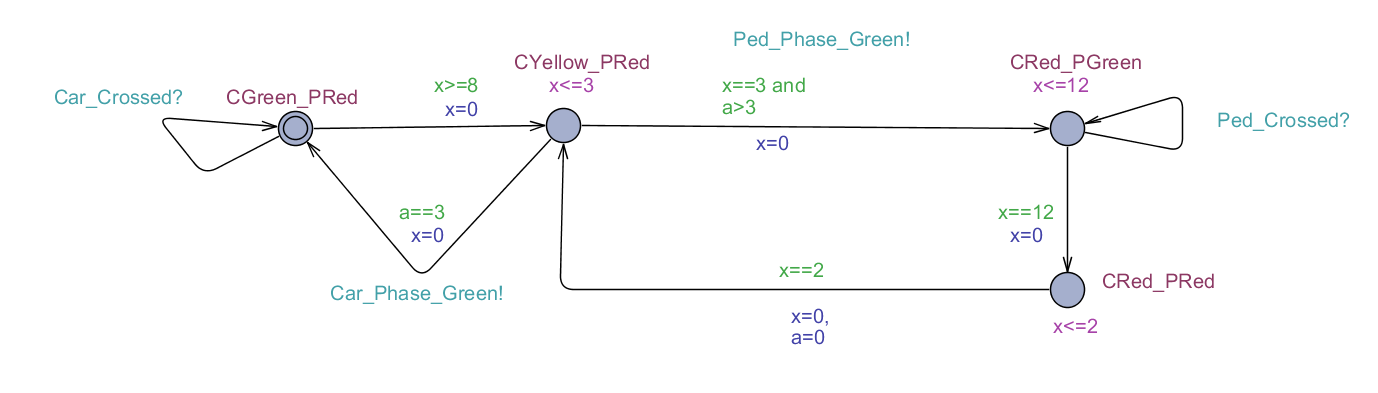 Ped_Phase_Green!
CYellow_PRed
x<=3
CRed_PGreen
x<=12
Car_Crossed?
CGreen_PRed
x>=8
x=0
x==3 and
a>3
x=0
Ped_Crossed?
a==3
x=0
Car_Phase_Green!
x==12
x=0
x==2
x=0,
a=0
CRed_PRed
x<=2